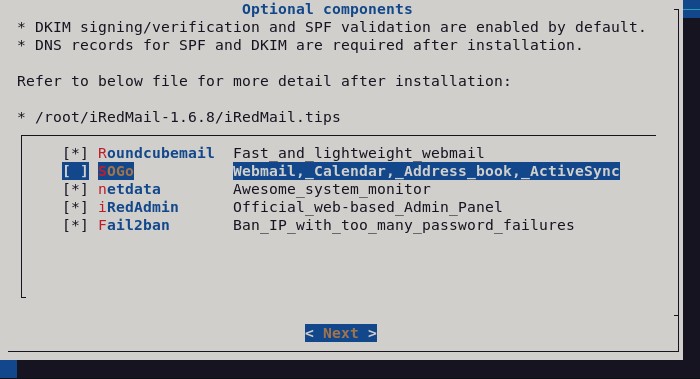 Optional components
* DKIM signing/verification and SPF validation are enabled by default.
* DNS records for SPF and DKIM are required after installation.
Refer to below file for more detail after installation:
* /root/iRedMail-1.6.8/iRedMail.tips
[*] Roundcubemail Fast_and_lightweight_webmail
[ ] SOGo Webmail,_Calendar,_Address_book,_ActiveSync
[*] netdata Awesome_system_monitor
[*] iRedAdmin Official_web-based_Admin_Panel
[*] Fail2ban Ban_IP_with_too_many_password_failures
< Next >